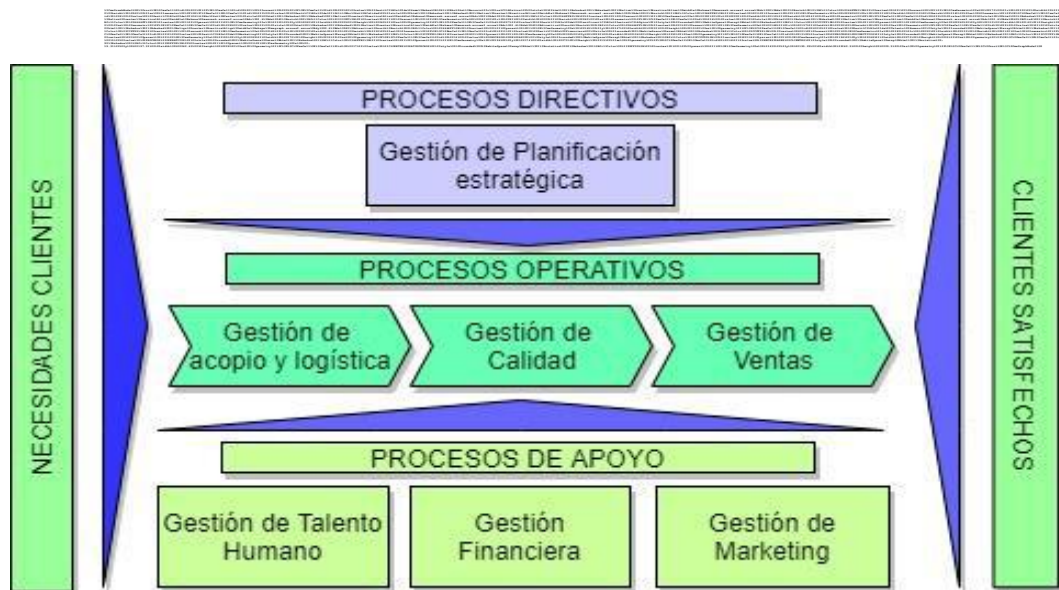 PROCESOS DIRECTIVOS
Gestión de Planificación
estratégica
NECESIDADES CLIENTES
PROCESOS OPERATIVOS
Gestión de
acopio y logística
Gestión de
Calidad
Gestión de
Ventas
CLIENTES SATISFECHOS
PROCESOS DE APOYO
Gestión de Talento
Humano
Gestión
Financiera
Gestión de
Marketing